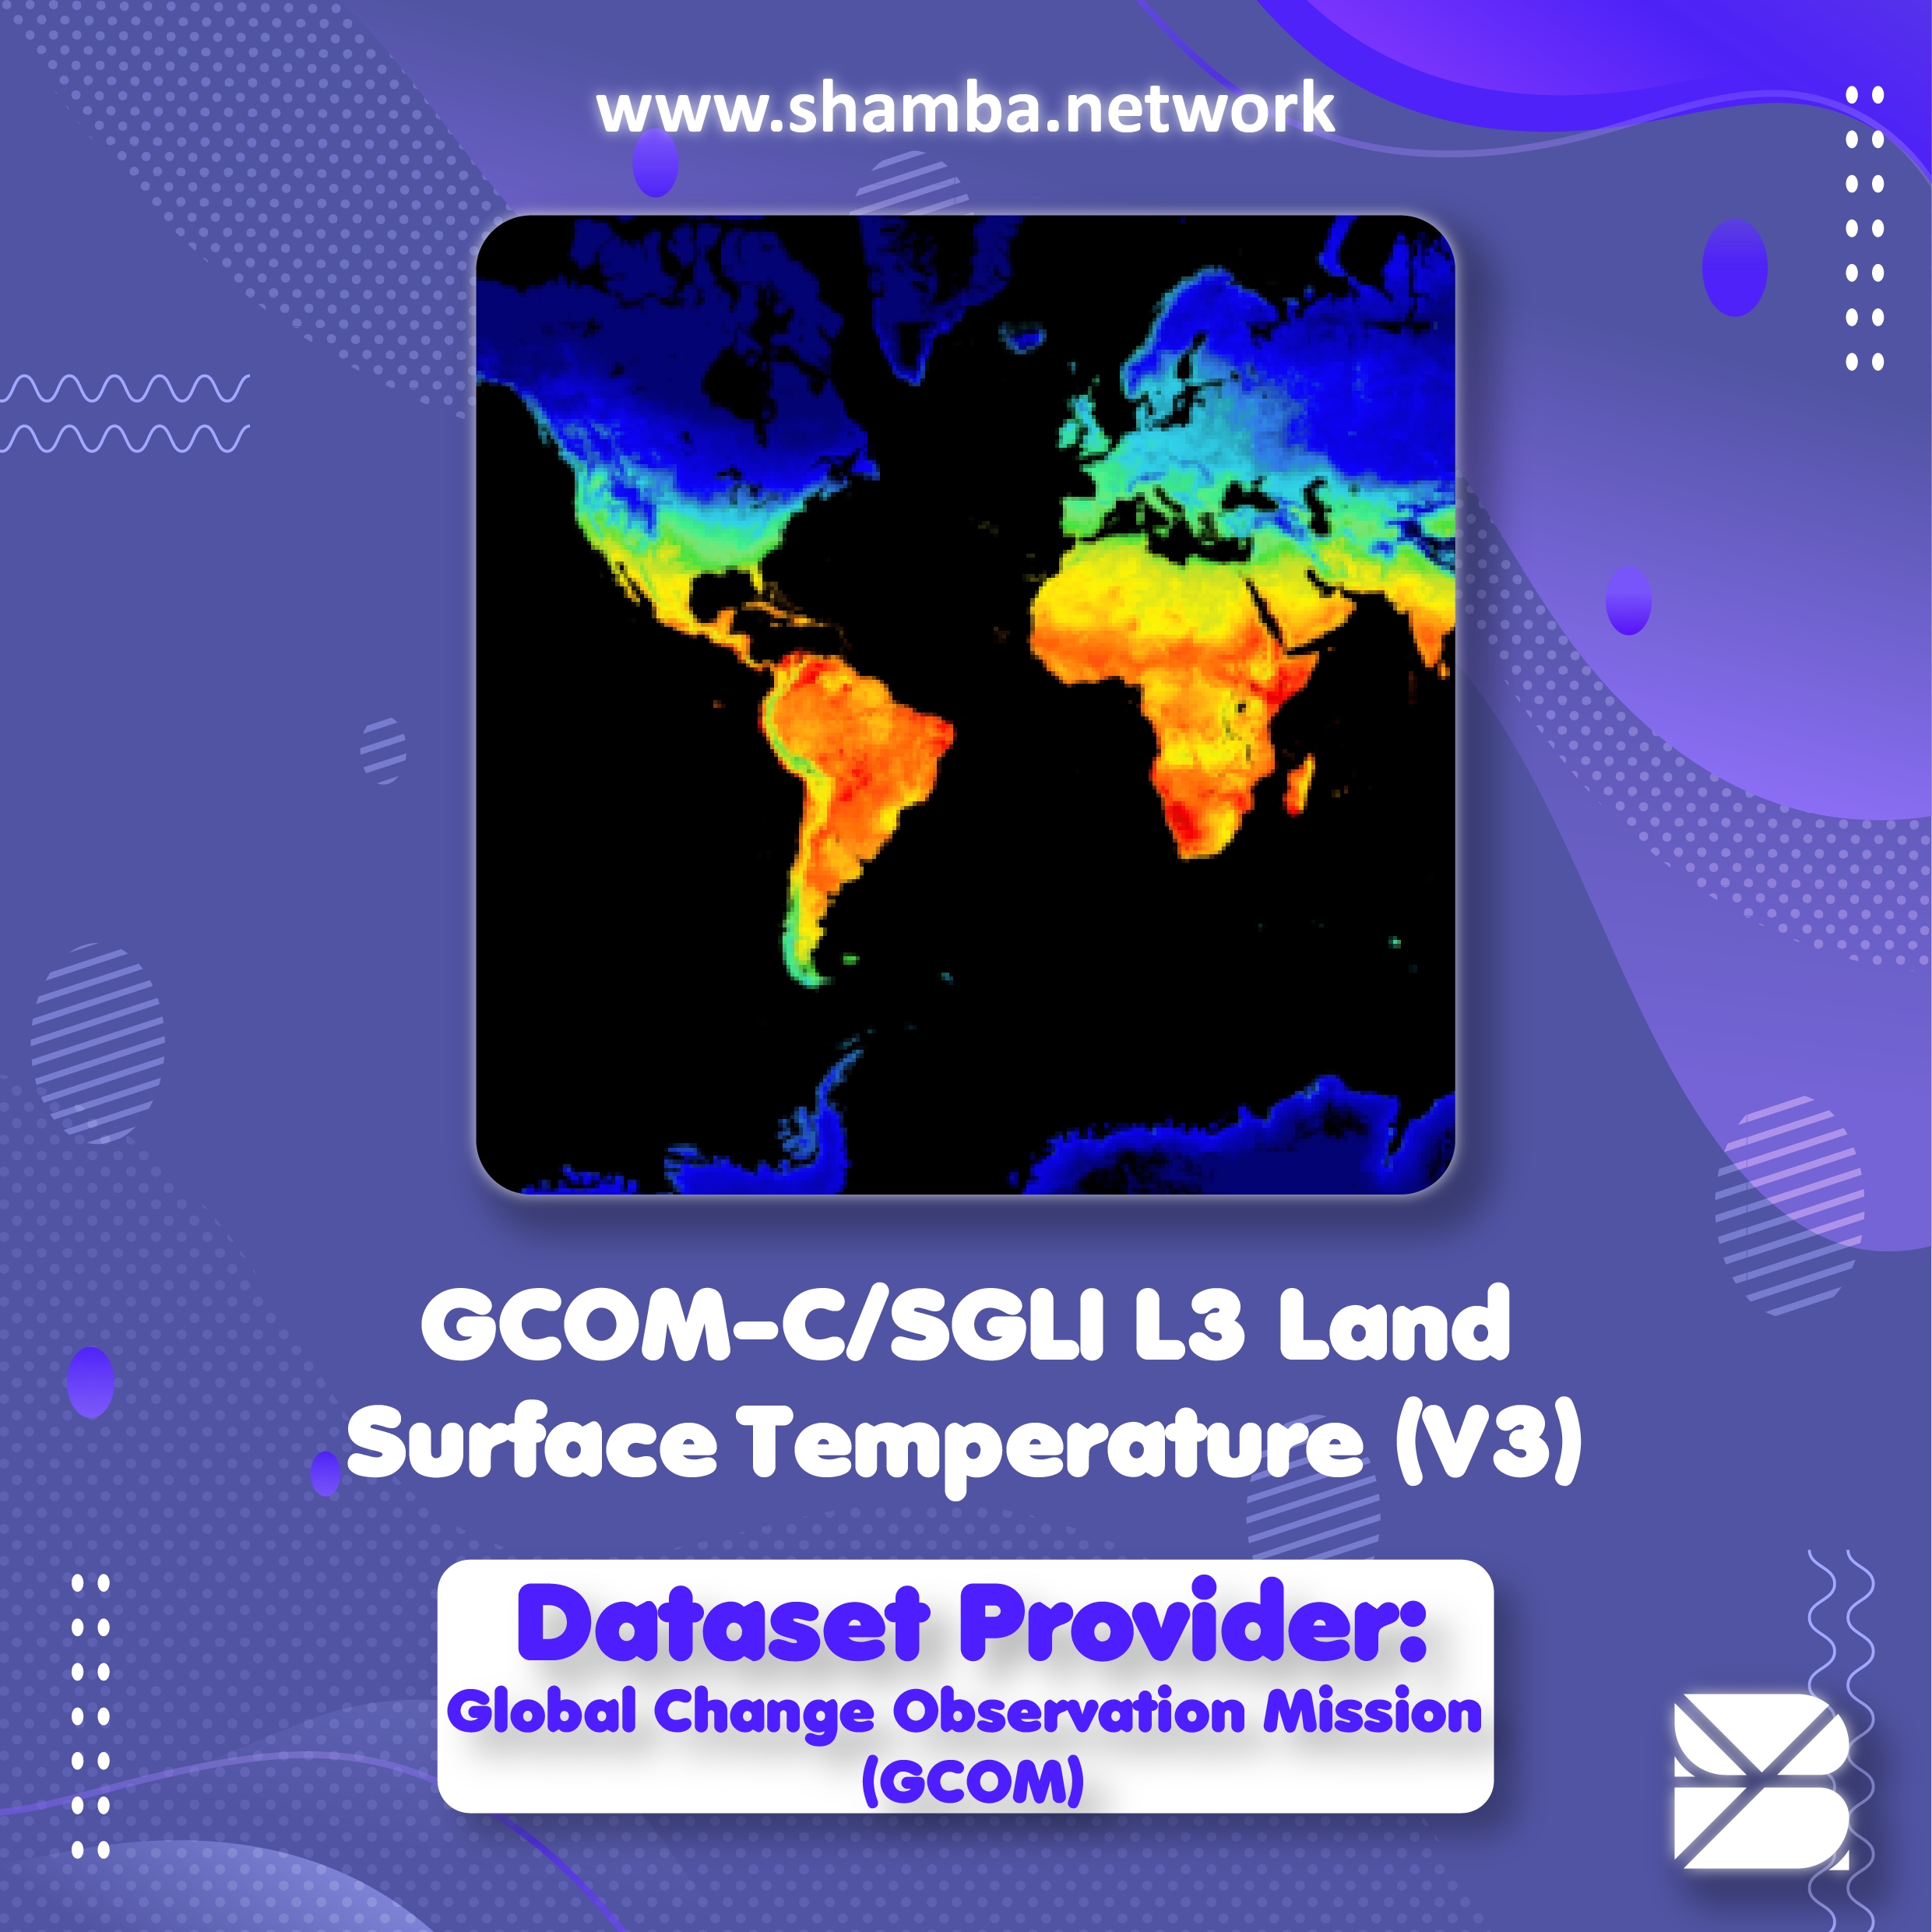 www.shamba.network
GCOM-C/SGLI L3 Land
Surface Temperature (V3)
Dataset Provider:
Global Change Observation Mission
(GCOM)